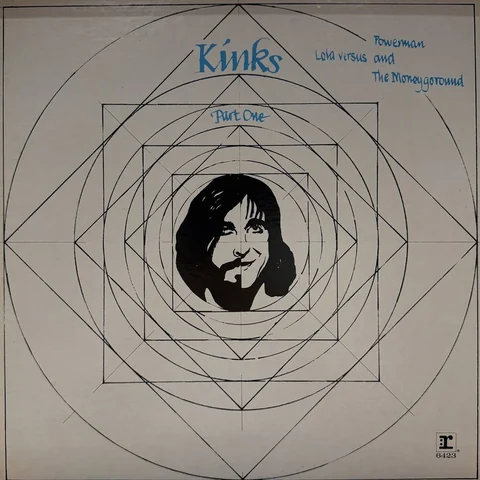 Kinks
Part One
Powerman
Lola versus and
The Moneygoround
r
6423